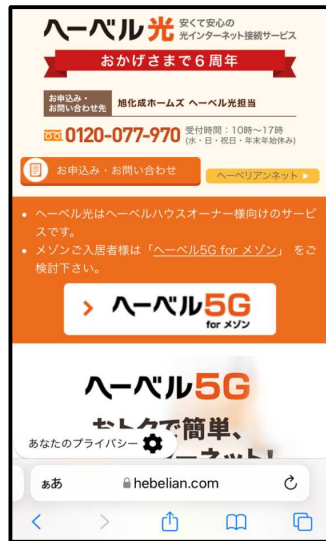 ヘーベル光 安くて安心の
光インターネット接続サービス
おかげさまで6周年
お申込み・
お問い合わせ先 旭化成ホームズ ヘーベル光担当
0120-077-970 受付時間：10時〜17時
(水・日・祝日・年末年始休み)
お申込み・お問い合わせ
ヘーベリアンネット
• ヘーベル光はヘーベルハウスオーナー様向けのサービスです。
• メゾンご入居者様は「ヘーベル5G for メゾン」 をご検討下さい。
ヘーベル5G
for メゾン
ヘーベル5G
おトクで簡単、
ーネット！
あなたのプライバシー
ぁあ hebelian.com